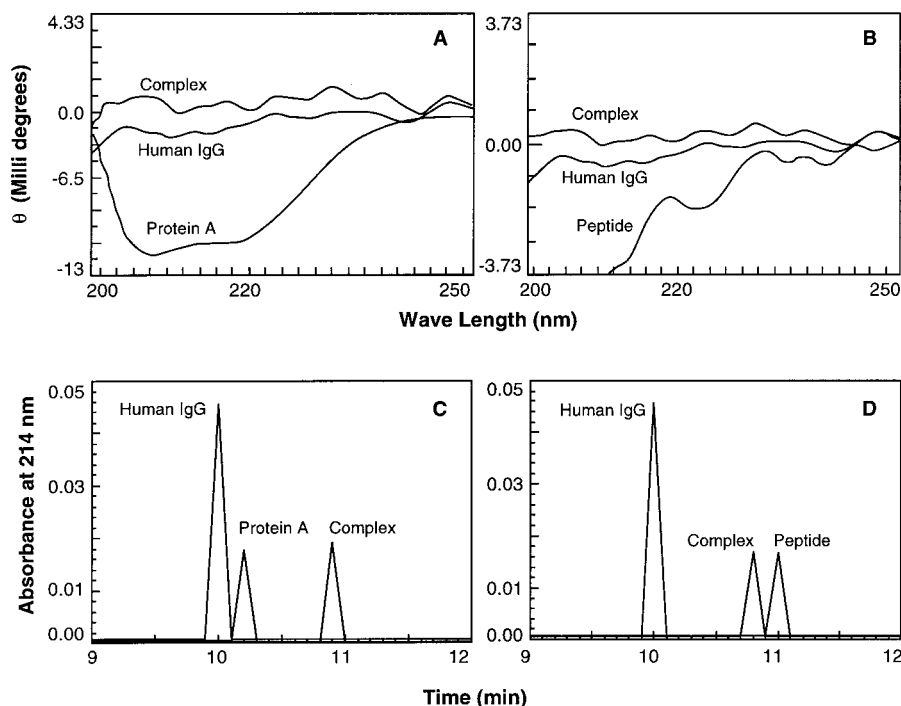 4.33
0.0
-6.5
-13
θ (Milli degrees)
A
Complex
Human IgG
Protein A
200
220
250
3.73
0.00
-3.73
B
Complex
Human IgG
Peptide
200
220
250
Wave Length (nm)
0.05
0.03
0.01
0.00
Absorbance at 214 nm
C
Human IgG
Protein A
Complex
9
10
11
12
0.05
0.03
0.01
0.00
D
Human IgG
Complex
Peptide
9
10
11
12
Time (min)